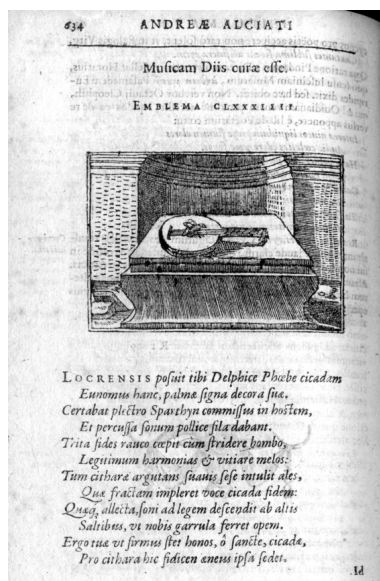 634
ANDREÆ ALCIATI
Musicam Diis curæ esse.
EMBLEMA CLXXXIIII.
LOCRENSIS posuit tibi Delphice Phœbe cicadam
Eunomus hanc, palmæ signa decora suæ.
Certabat plectro Sparthyn commissus in hostem,
Et percussa sonum pollice fila dabant.
Trita fides rauco cœpit cùm stridere bombo,
Legitimum harmonias & vitiare melos:
Tum citharæ argutans suauis sese intulit ales,
Quæ fractam impleret voce cicada fidem:
Quæq́; allecta, soni ad legem descendit ab altis
Saltibus, vt nobis garrula ferret opem.
Ergo tuæ vt firmus stet honos, ô sancte, cicadæ,
Pro cithara hic fidicen æneus ipsa sedet.
Id